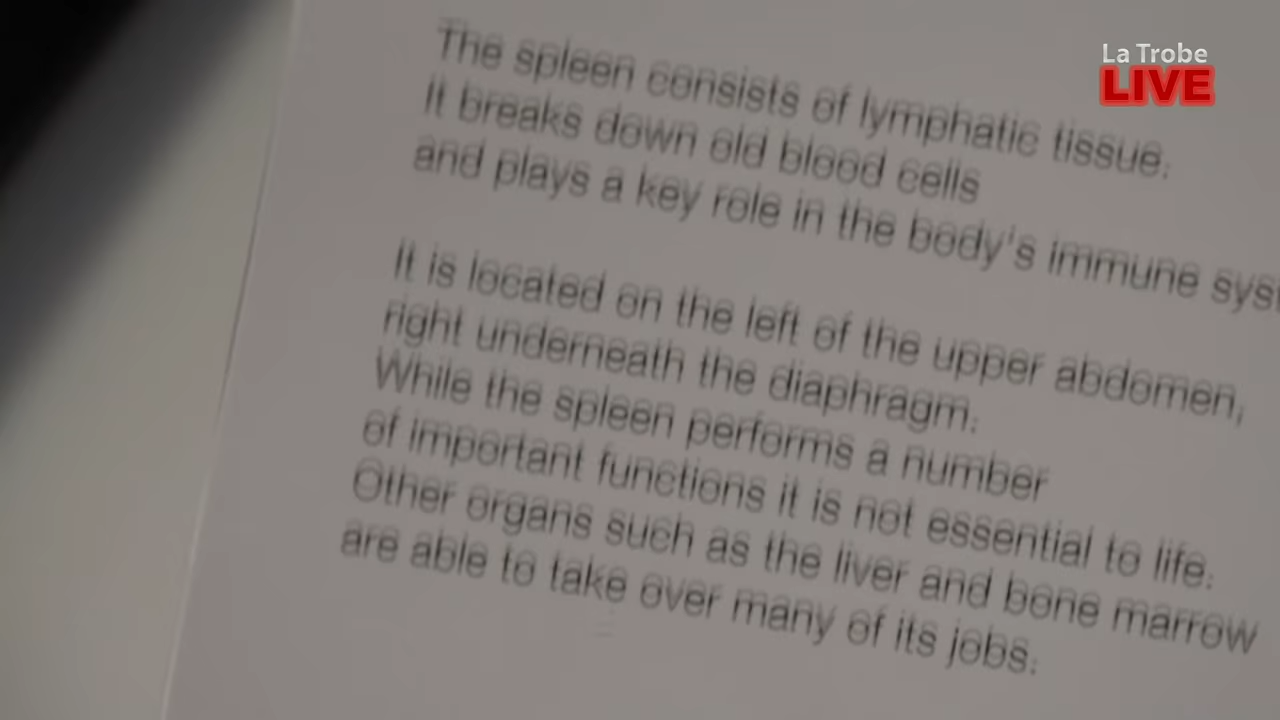 La Trobe
LIVE
The spleen consists of lymphatic tissue.
It breaks down old blood cells
and plays a key role in the body's immune
It is located on the left of the upper abdomen,
right underneath the diaphragm.
While the spleen performs a number
of important functions it is not essential to life.
Other organs such as the liver and bone marrow
are able to take over many of its jobs.